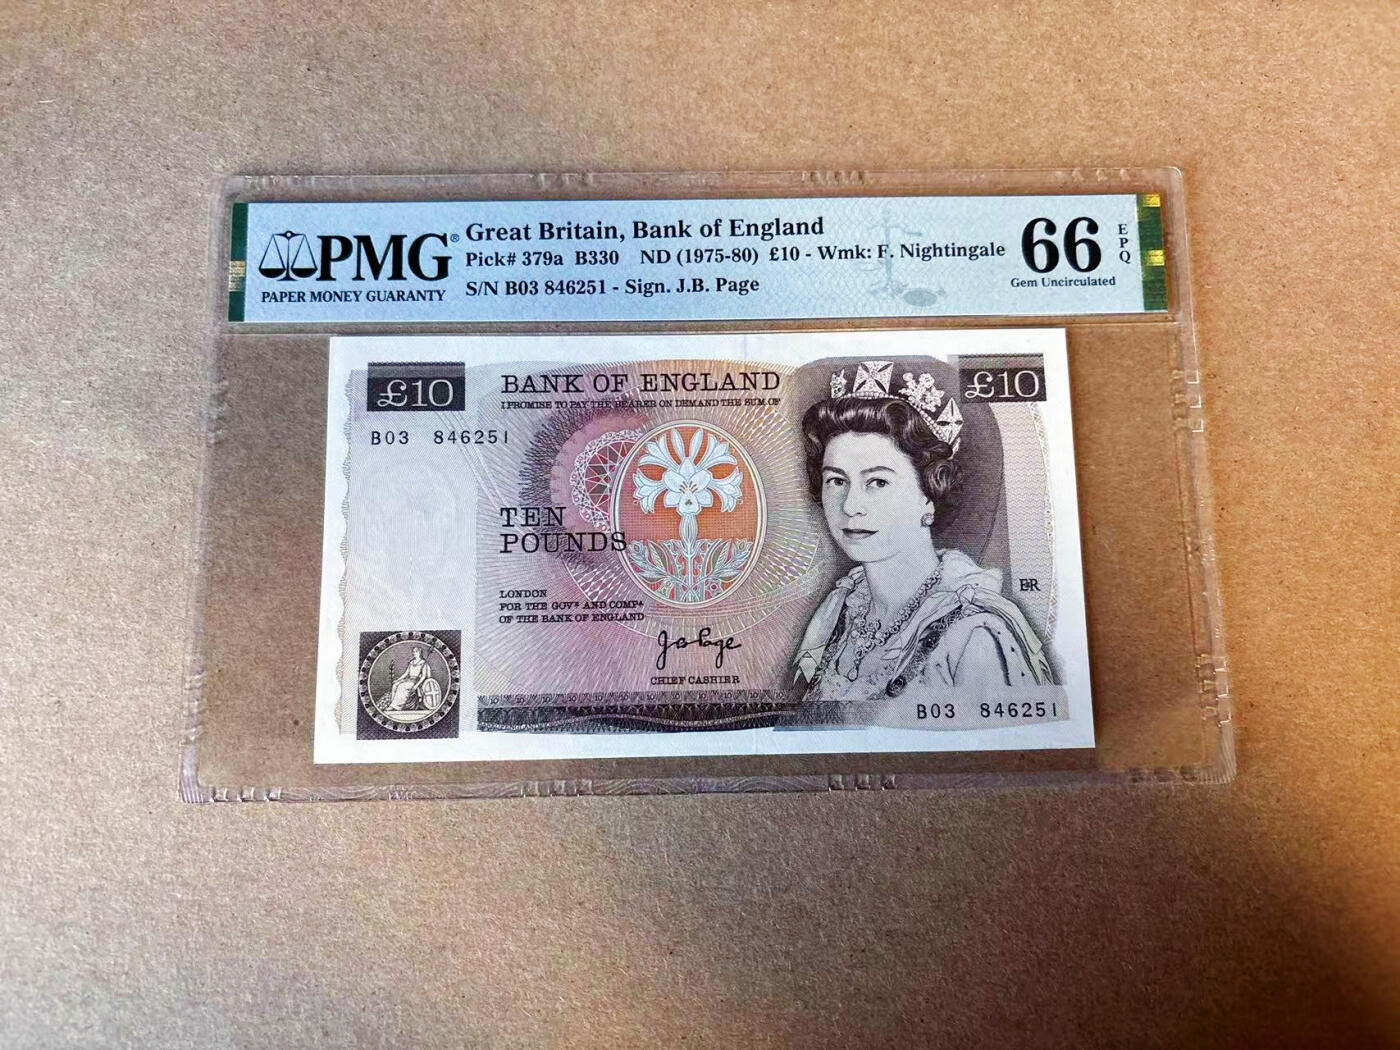 PMG®
PAPER MONEY GUARANTY
Great Britain, Bank of England
Pick# 379a B330 ND (1975-80) £10 - Wmk: F. Nightingale
S/N B03 846251 - Sign. J.B. Page
66
Gem Uncirculated
EPQ
£10
BANK OF ENGLAND
£10
I PROMISE TO PAY THE BEARER ON DEMAND THE SUM OF
B03 846251
TEN
POUNDS
LONDON
FOR THE GOVR AND COMPA
OF THE BANK OF ENGLAND
EIIR
J B Page
CHIEF CASHIER
B03 846251